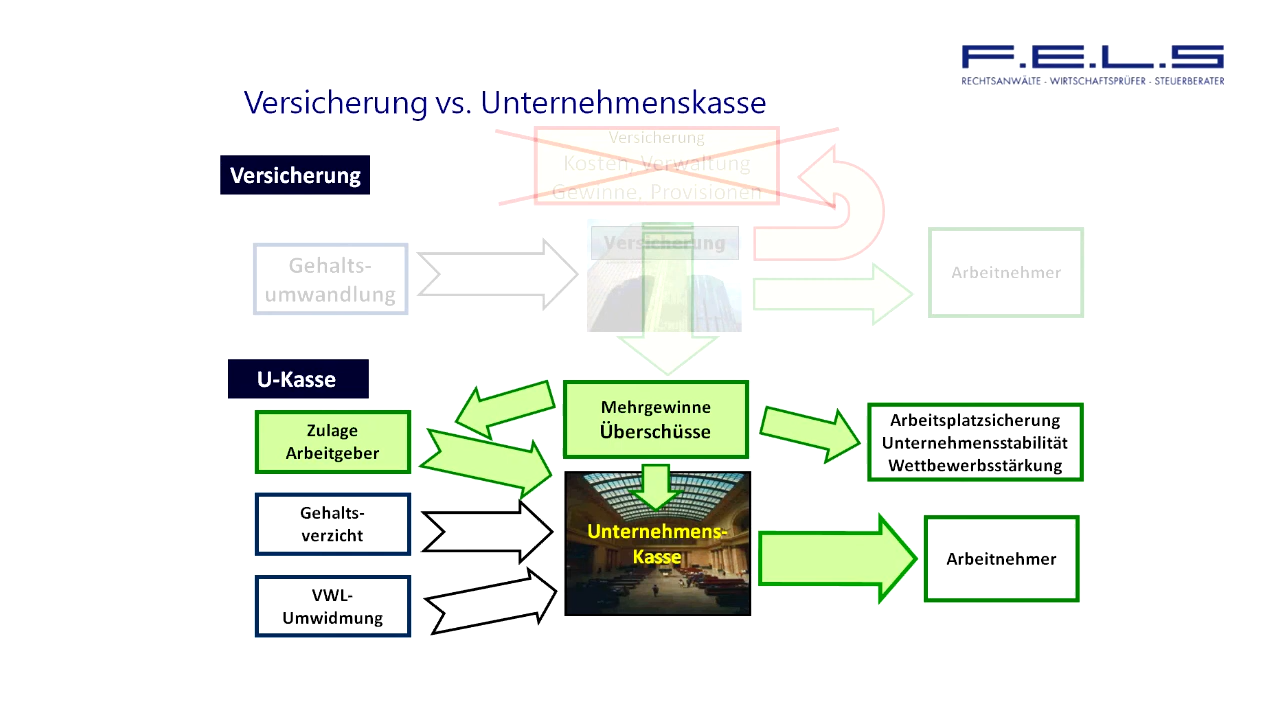 F.E.L.S
RECHTSANWÄLTE - WIRTSCHAFTSPRÜFER - STEUERBERATER
Versicherung vs. Unternehmenskasse
Versicherung
Versicherung
Kosten, Verwaltung
Gewinne, Provisionen
Gehalts-
umwandlung
Versicherung
Arbeitnehmer
U-Kasse
Mehrgewinne
Überschüsse
Zulage
Arbeitgeber
Arbeitsplatzsicherung
Unternehmensstabilität
Wettbewerbsstärkung
Gehalts-
verzicht
Unternehmens-
Kasse
Arbeitnehmer
VWL-
Umwidmung